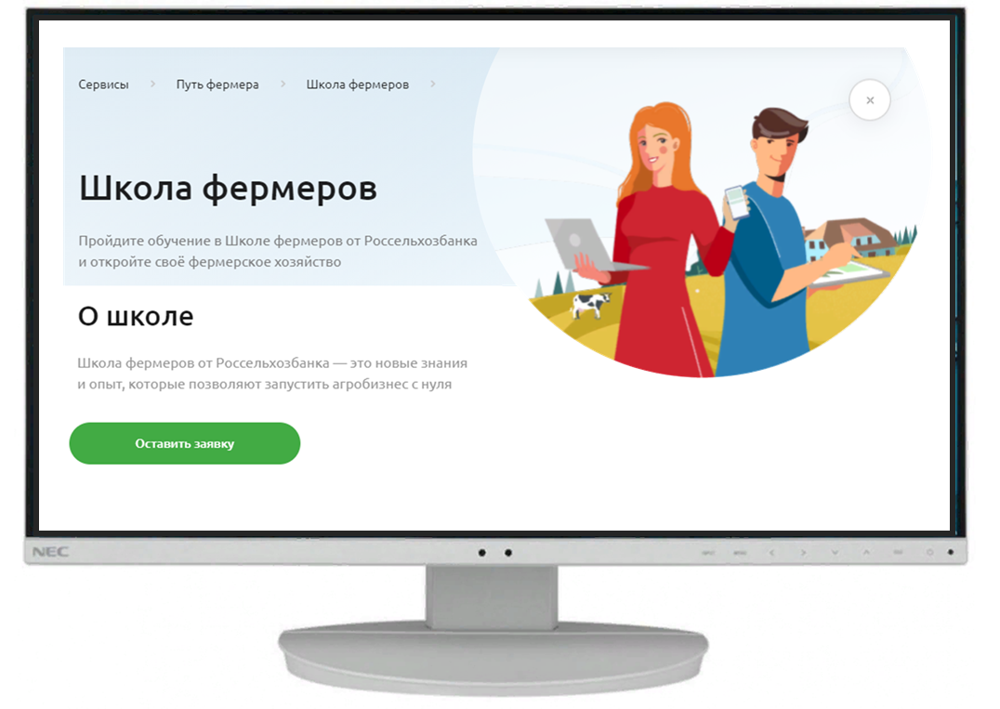 Сервисы > Путь фермера > Школа фермеров >
Школа фермеров
Пройдите обучение в Школе фермеров от Россельхозбанка
и откройте своё фермерское хозяйство
О школе
Школа фермеров от Россельхозбанка — это новые знания
и опыт, которые позволяют запустить агробизнес с нуля
Оставить заявку
NEC